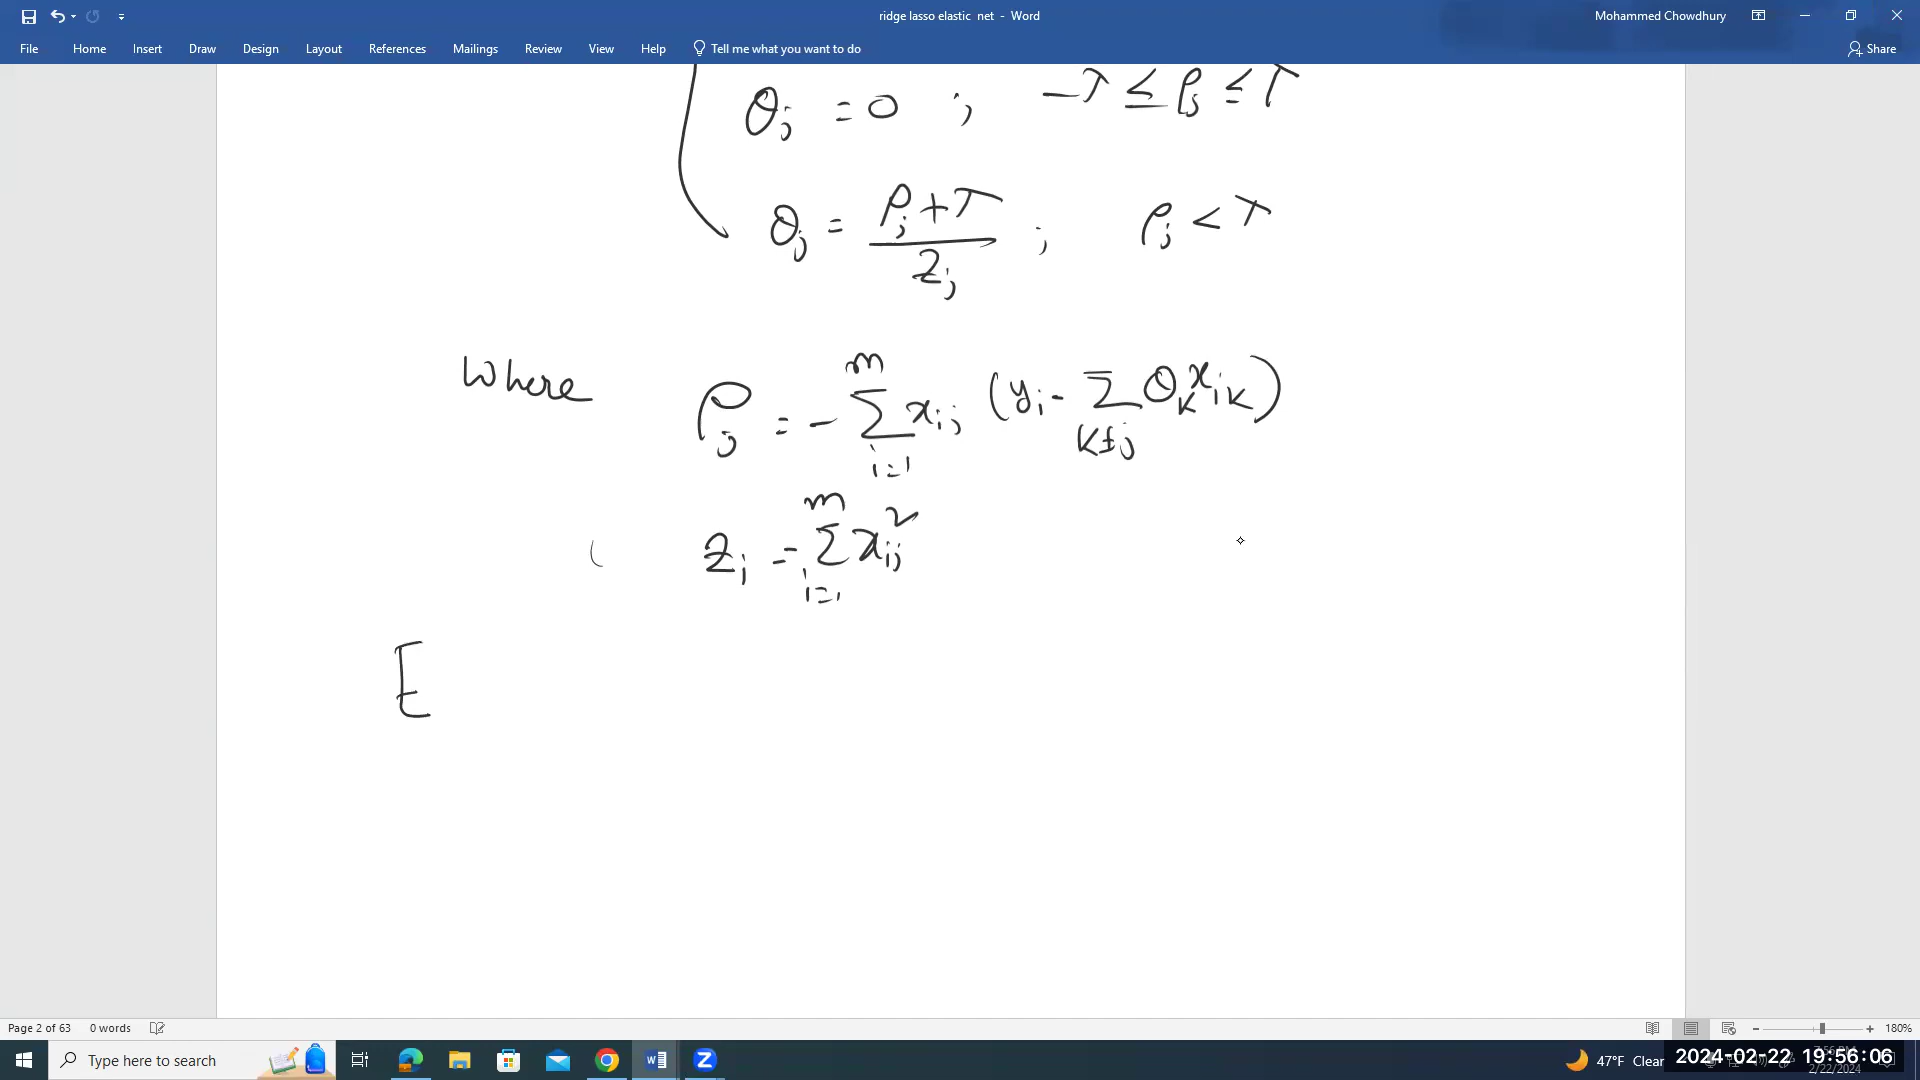 ridge lasso elastic net - Word
Mohammed Chowdhury
File Home Insert Draw Design Layout References Mailings Review View Help Tell me what you want to do
Share
θj = 0 ; -T ≤ ρj ≤ T
θj = (ρj + T) / zj ; ρj < T
Where ρj = - ∑_{i=1}^{m} xij (yi - ∑_{k≠j} θk xik)
zj = ∑_{i=1}^{m} xij²
E
Page 2 of 63 0 words
180%
Type here to search
47°F Clear
2024-02-22 19:56:06
2/22/2024